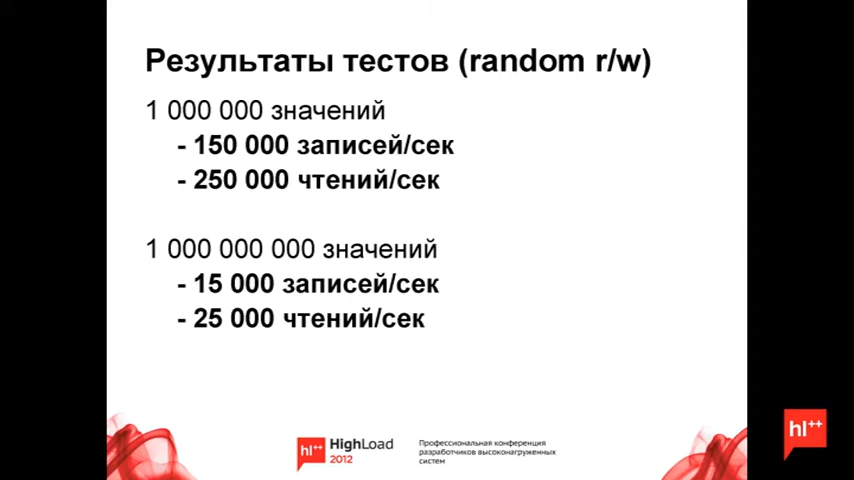 Результаты тестов (random r/w)
1 000 000 значений
- 150 000 записей/сек
- 250 000 чтений/сек
1 000 000 000 значений
- 15 000 записей/сек
- 25 000 чтений/сек
hl++
HighLoad
2012
Профессиональная конференция
разработчиков высоконагруженных
систем
hl++